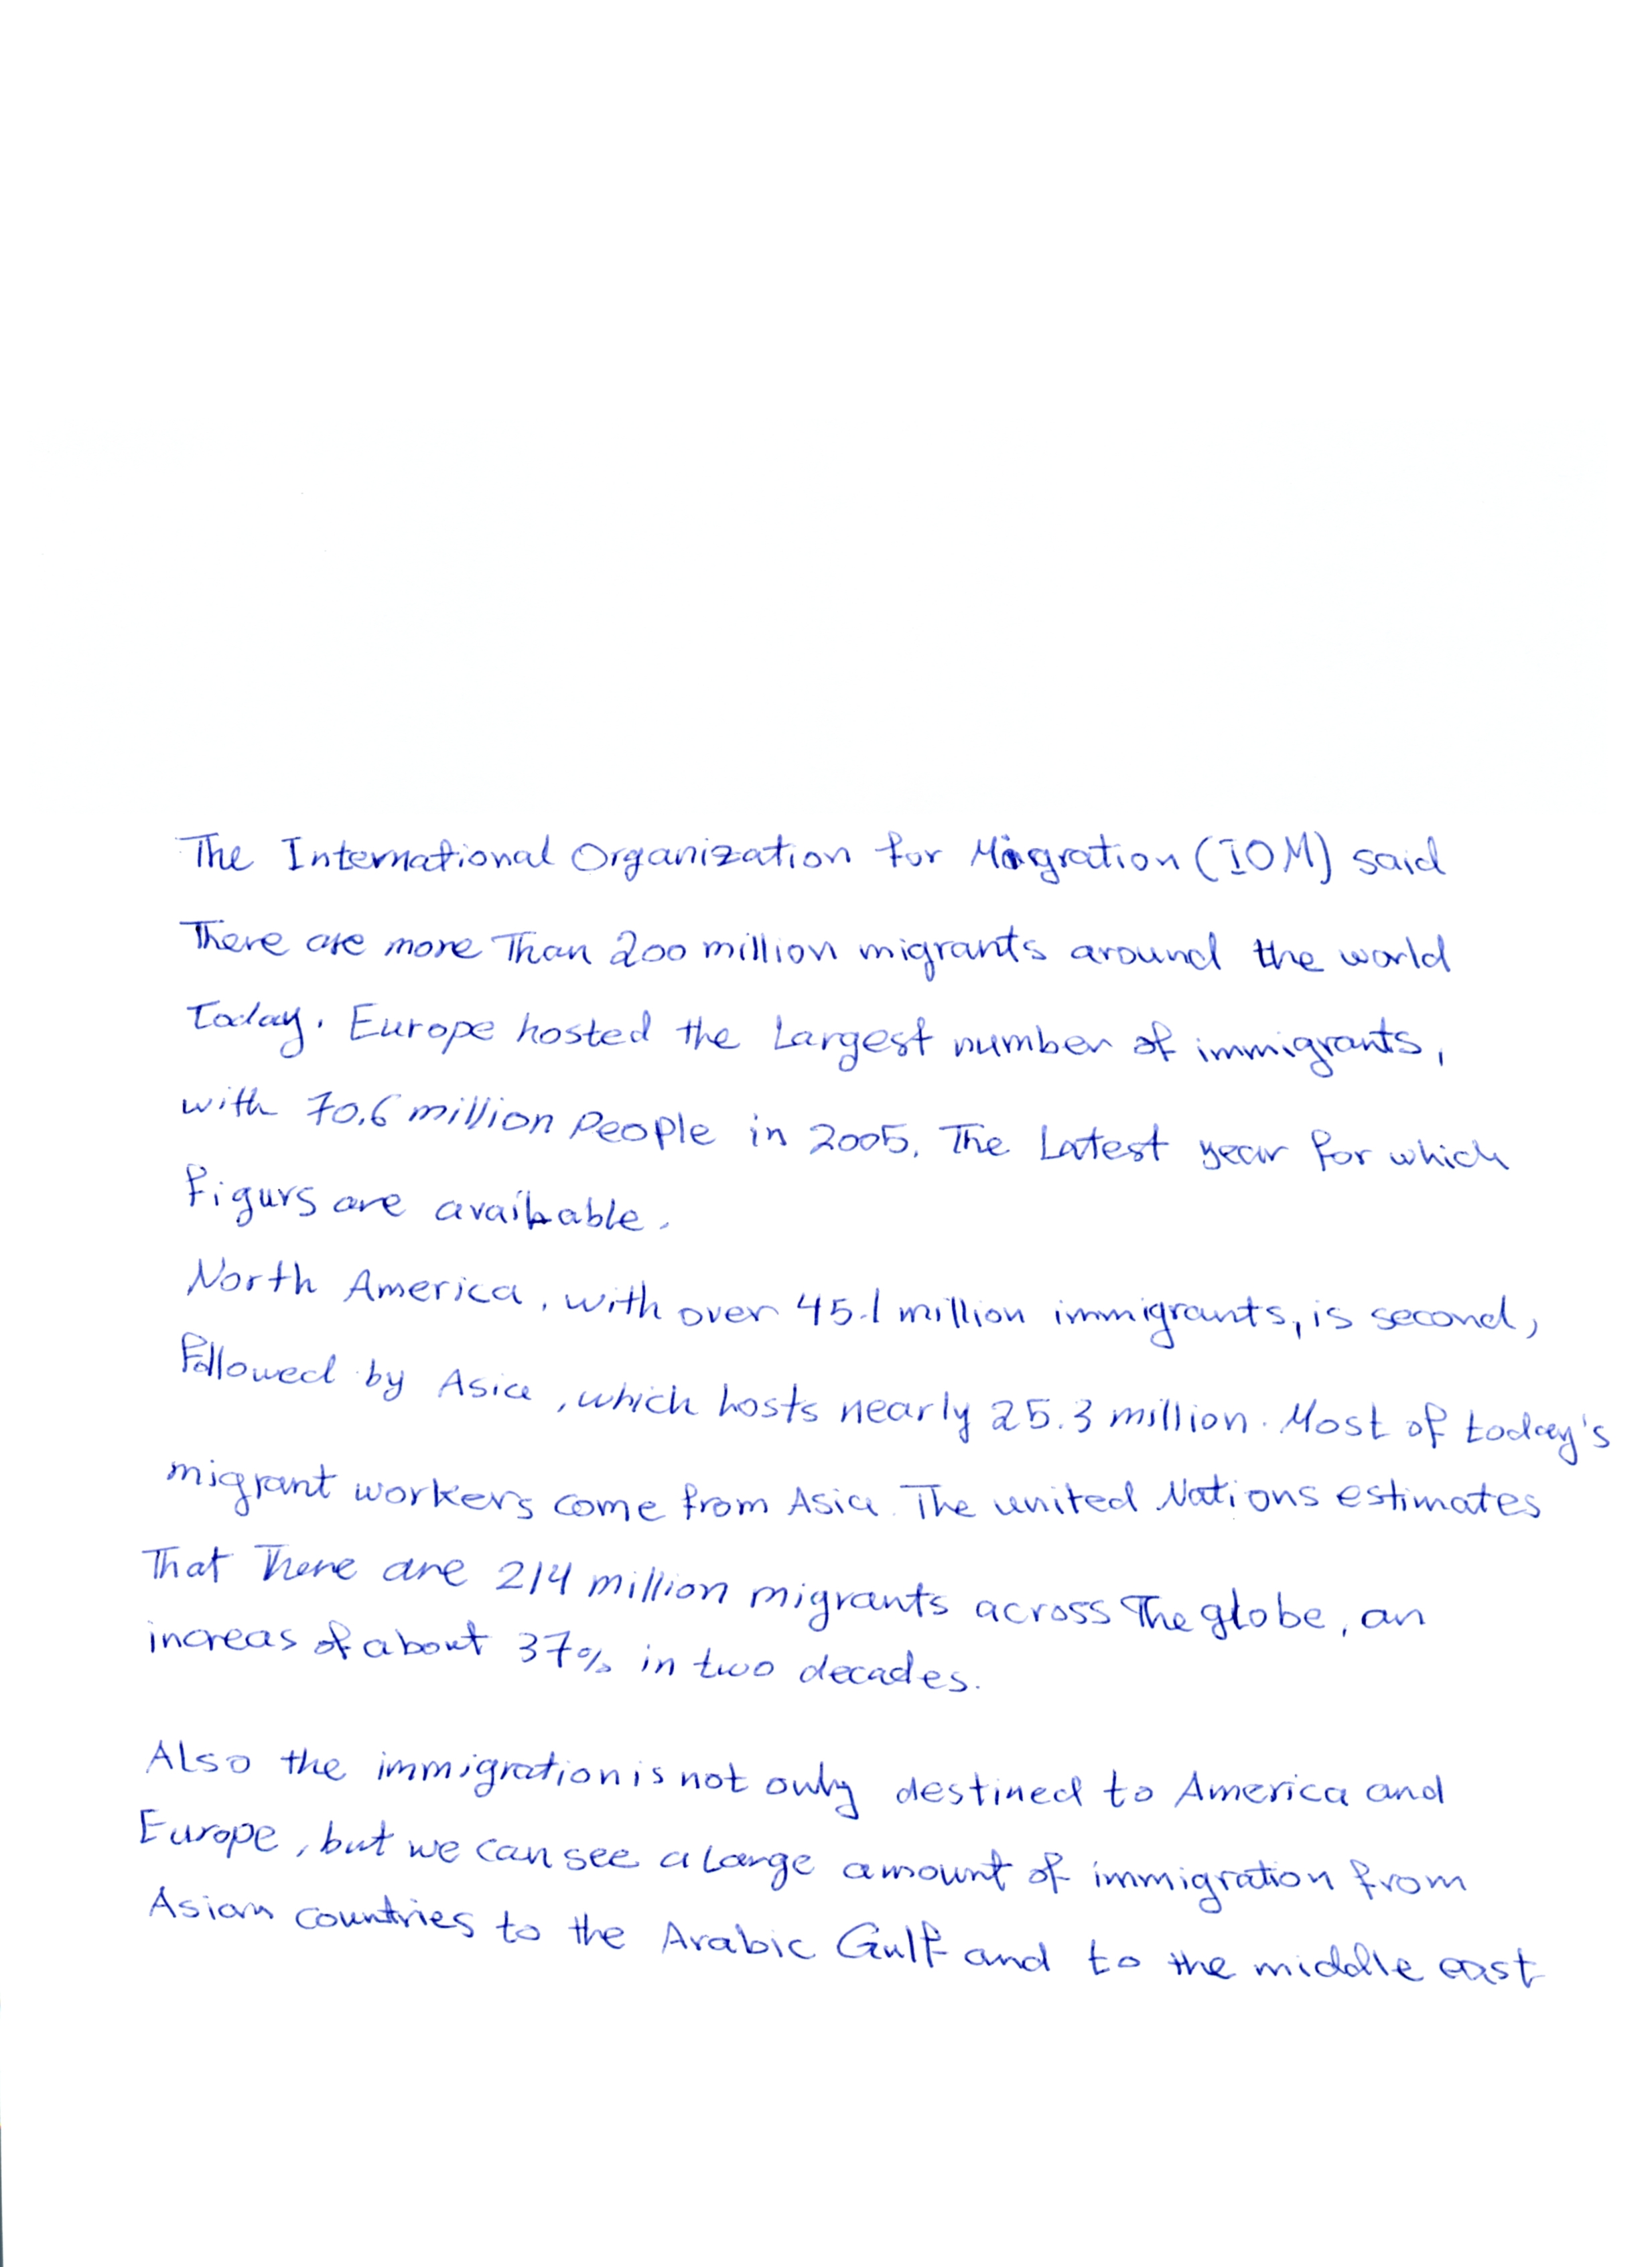 The International Organization for Migration (IOM) said
There are more Than 200 million migrants around the world
Today. Europe hosted the Largest number of immigrants,
with 70.6 million People in 2005. The Latest year for which
Figurs are available.
North America, with over 45.1 million immigrants, is second,
Followed by Asia, which hosts nearly 25.3 million. Most of today's
migrant workers come from Asia. The united Nations estimates
That There are 214 million migrants across The globe, an
increas of about 37% in two decades.
Also the immigration is not only destined to America and
Europe, but we can see a Large amount of immigration from
Asian countries to the Arabic Gulf and to the middle east